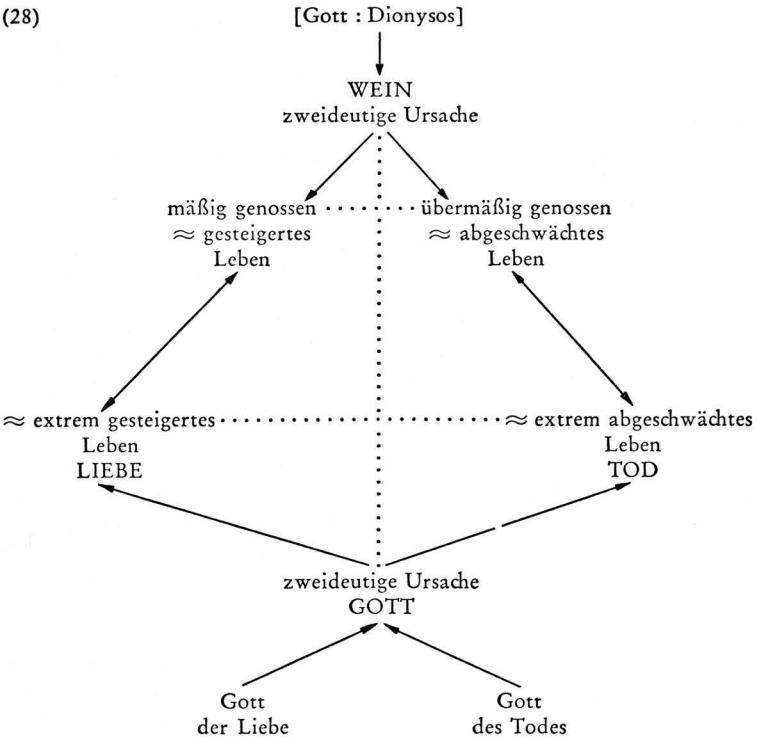 (28)
[Gott : Dionysos]
WEIN
zweideutige Ursache
mäßig genossen ········ übermäßig genossen
≈ gesteigertes ≈ abgeschwächtes
Leben Leben
≈ extrem gesteigertes ························ ≈ extrem abgeschwächtes
Leben Leben
LIEBE TOD
zweideutige Ursache
GOTT
Gott Gott
der Liebe des Todes